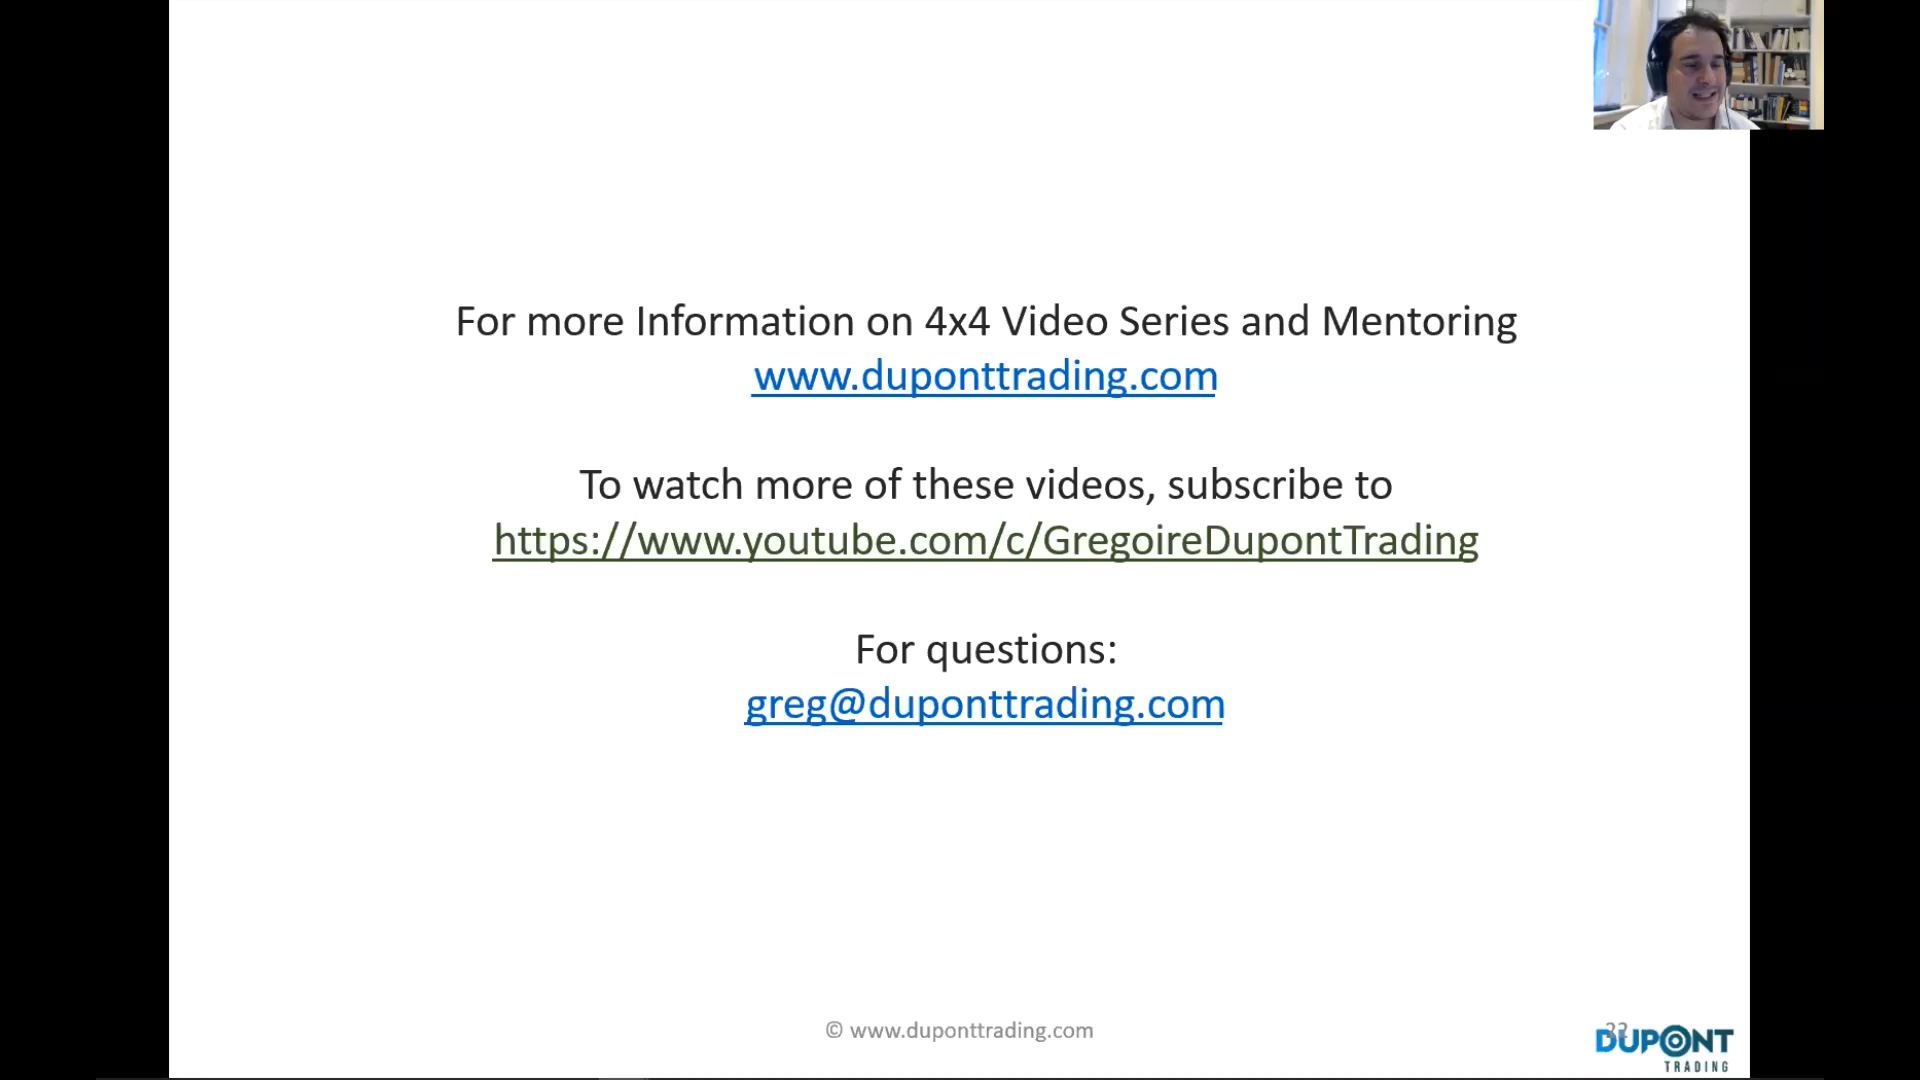 For more Information on 4x4 Video Series and Mentoring
www.duponttrading.com
To watch more of these videos, subscribe to
https://www.youtube.com/c/GregoireDupontTrading
For questions:
greg@duponttrading.com
© www.duponttrading.com
DUPONT
TRADING